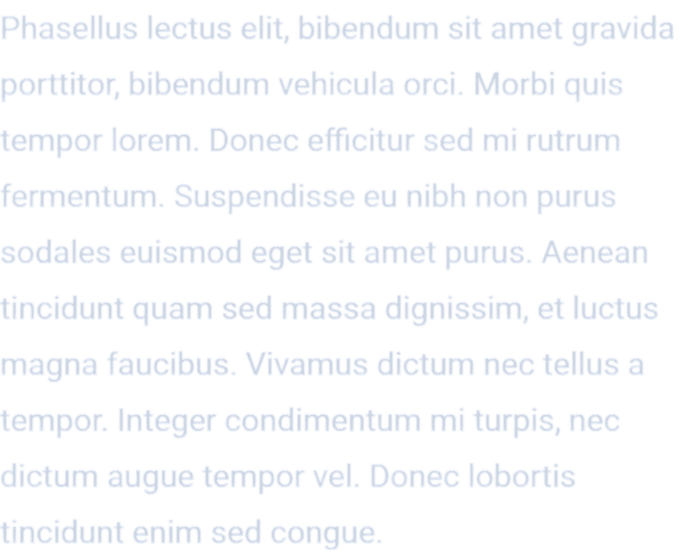 Phasellus lectus elit, bibendum sit amet gravida
porttitor, bibendum vehicula orci. Morbi quis
tempor lorem. Donec efficitur sed mi rutrum
fermentum. Suspendisse eu nibh non purus
sodales euismod eget sit amet purus. Aenean
tincidunt quam sed massa dignissim, et luctus
magna faucibus. Vivamus dictum nec tellus a
tempor. Integer condimentum mi turpis, nec
dictum augue tempor vel. Donec lobortis
tincidunt enim sed congue.